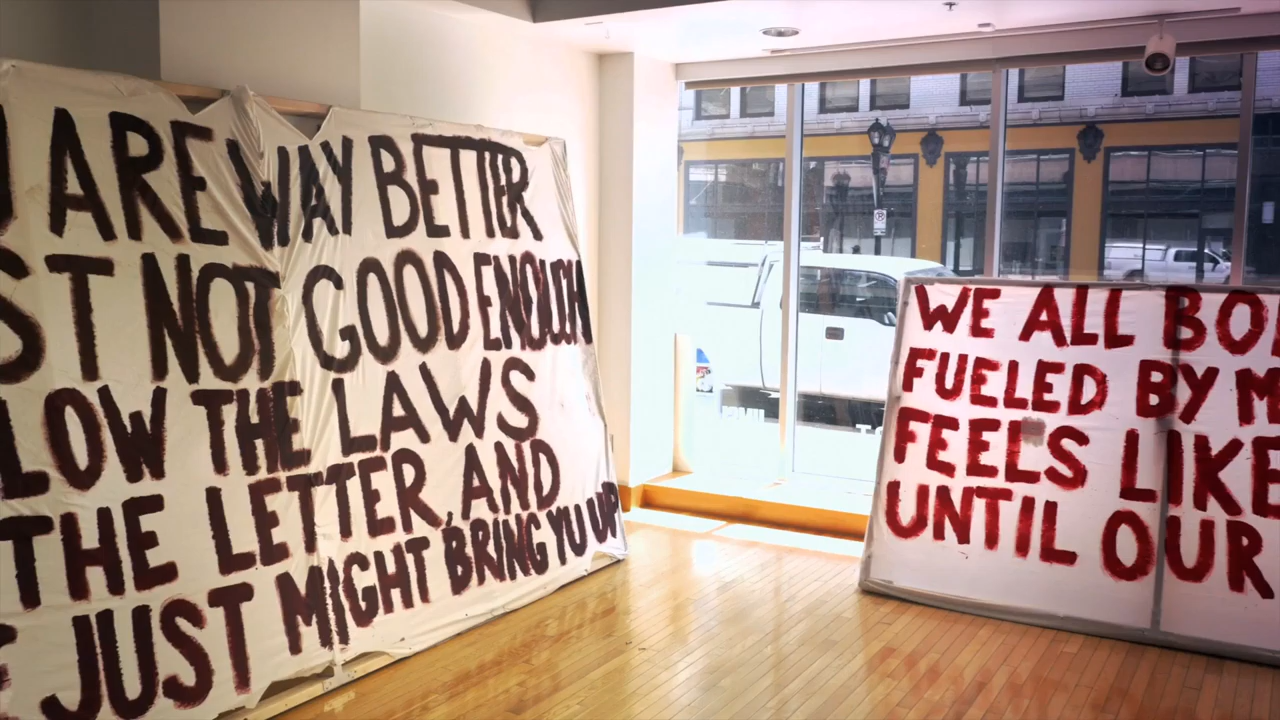 ARE WAY BETTER
ST NOT GOOD ENOUGH
LOW THE LAWS
THE LETTER, AND
E JUST MIGHT BRING YU UP
WE ALL BO
FUELED BY M
FEELS LIKE
UNTIL OUR